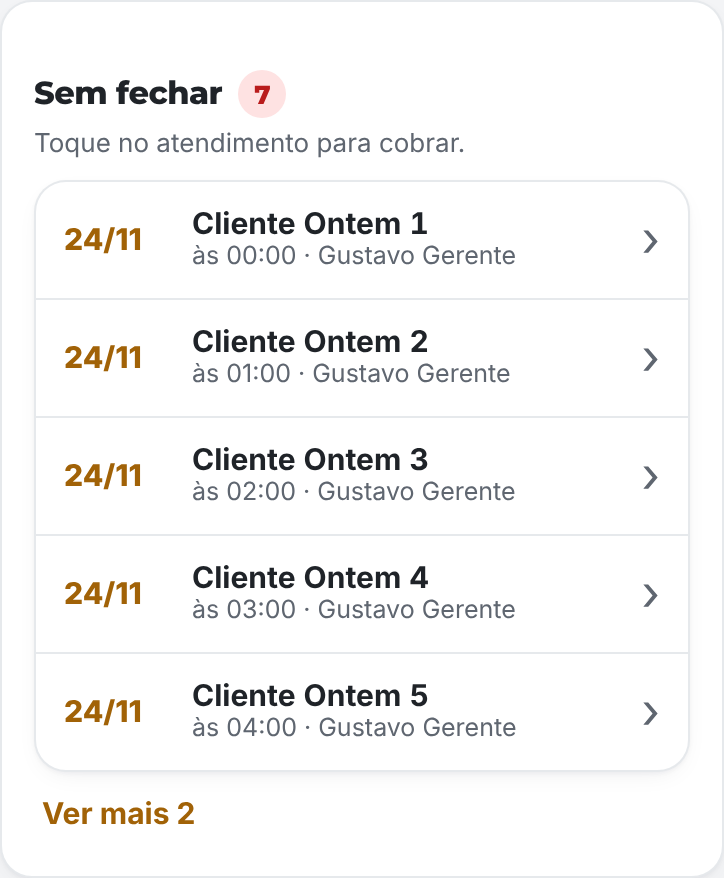 Sem fechar 7
Toque no atendimento para cobrar.
24/11 Cliente Ontem 1
às 00:00 · Gustavo Gerente
24/11 Cliente Ontem 2
às 01:00 · Gustavo Gerente
24/11 Cliente Ontem 3
às 02:00 · Gustavo Gerente
24/11 Cliente Ontem 4
às 03:00 · Gustavo Gerente
24/11 Cliente Ontem 5
às 04:00 · Gustavo Gerente
Ver mais 2